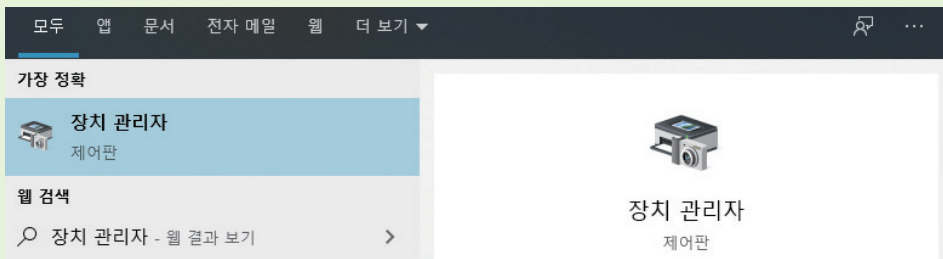 모두 앱 문서 전자 메일 웹 더 보기
가장 정확
장치 관리자
제어판
웹 검색
장치 관리자 - 웹 결과 보기
장치 관리자
제어판